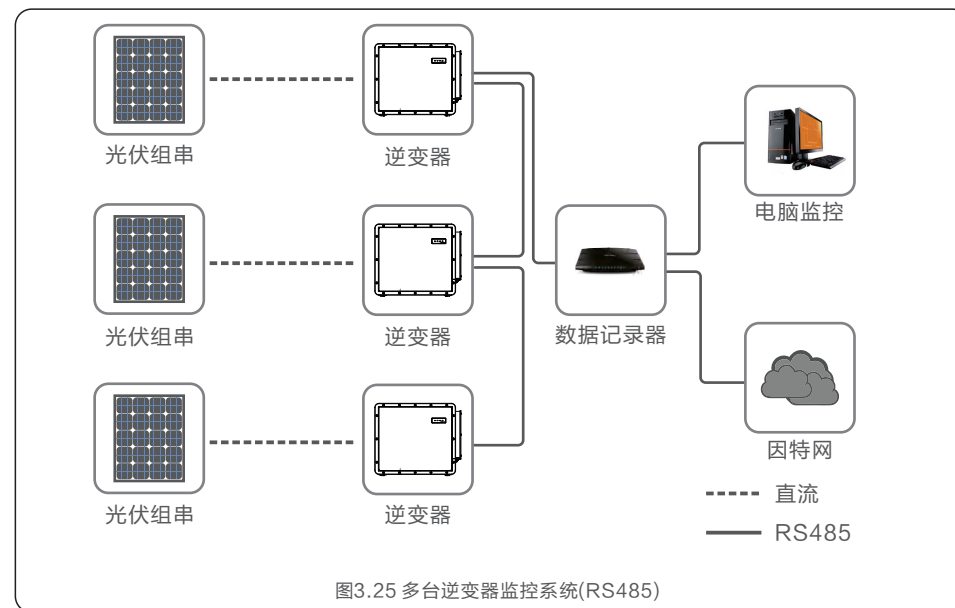 光伏组串
逆变器
光伏组串
逆变器
光伏组串
逆变器
数据记录器
电脑监控
因特网
直流
RS485
图3.25 多台逆变器监控系统(RS485)